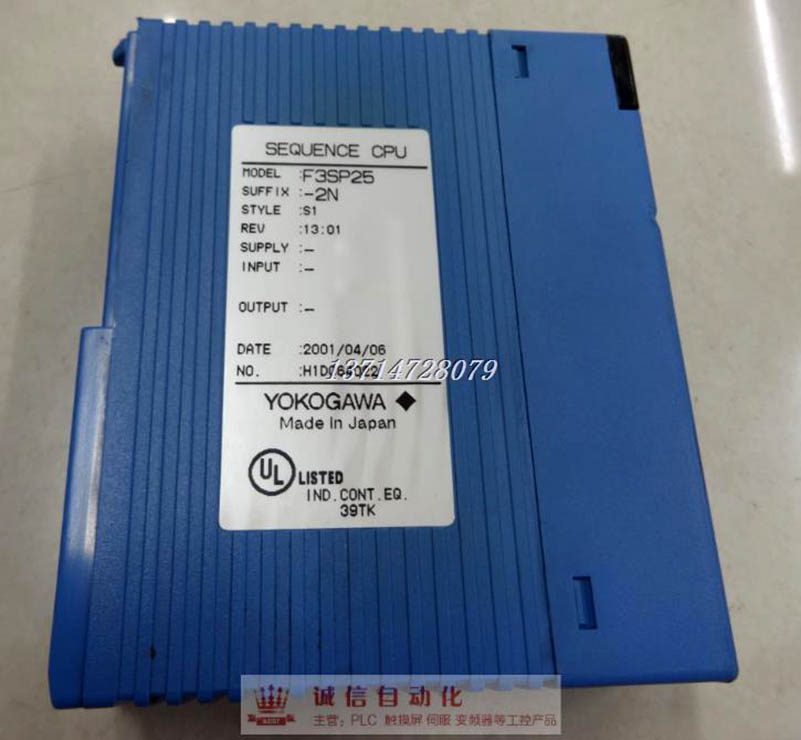 SEQUENCE CPU
MODEL :F3SP25
SUFFIX :-2N
STYLE :S1
REV :13:01
SUPPLY :-
INPUT :-
OUTPUT :-
DATE :2001/04/06
NO. :
13714728079
YOKOGAWA
Made in Japan
UL LISTED
IND.CONT.EQ.
39TK
诚信自动化
主营：PLC 触摸屏 伺服 变频器等工控产品